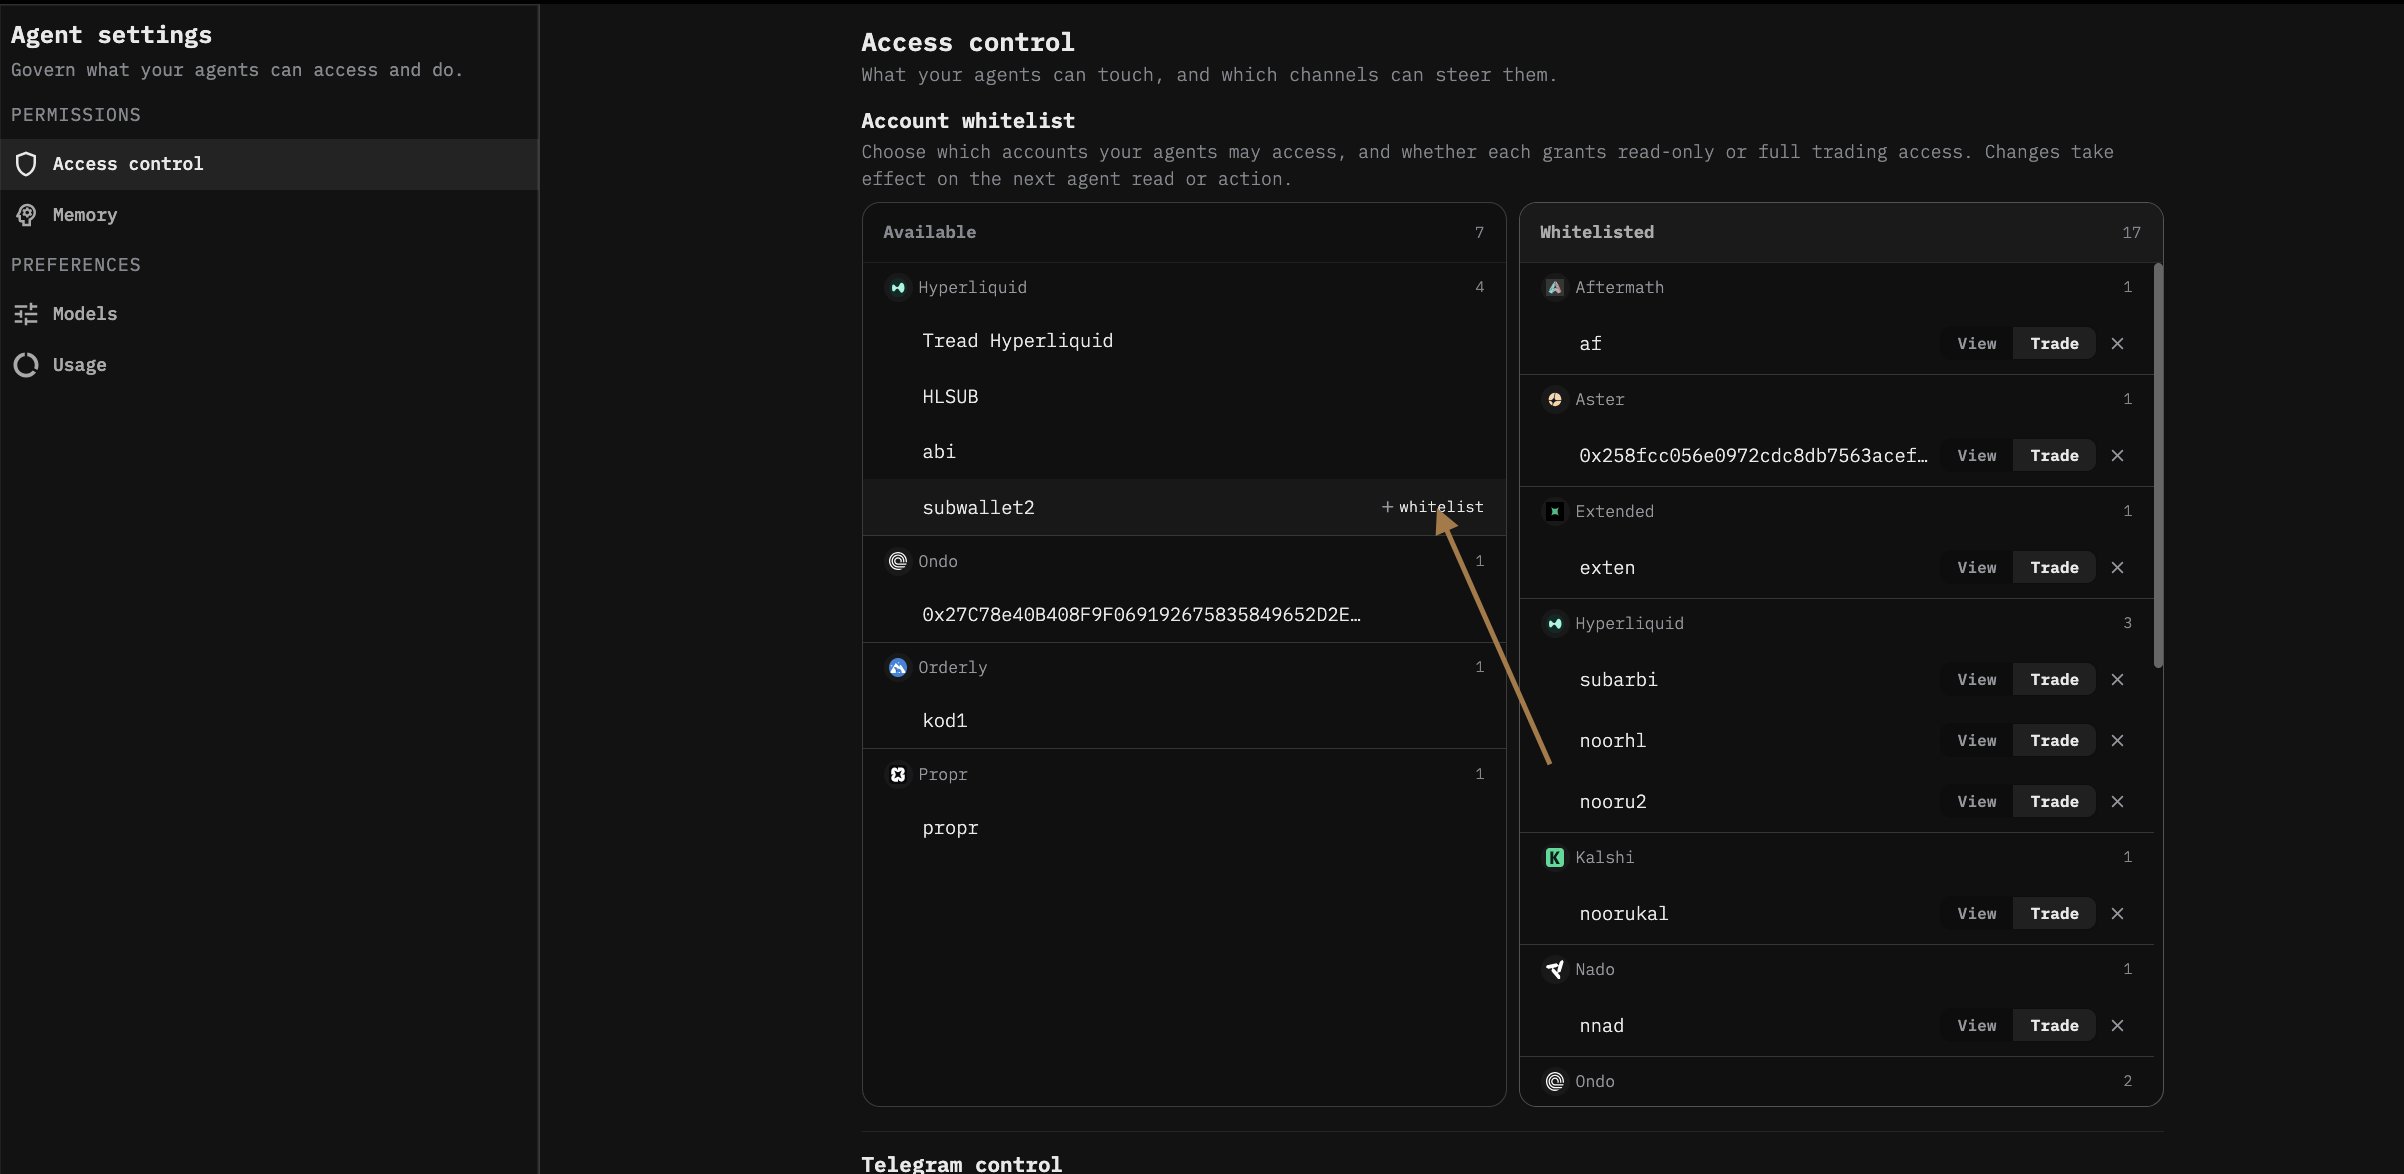 Agent settings
Govern what your agents can access and do.
PERMISSIONS
Access control
Memory
PREFERENCES
Models
Usage
Access control
What your agents can touch, and which channels can steer them.
Account whitelist
Choose which accounts your agents may access, and whether each grants read-only or full trading access. Changes take
effect on the next agent read or action.
Available 7
Hyperliquid 4
Tread Hyperliquid
HLSUB
abi
subwallet2 + whitelist
Ondo 1
0x27C78e40B408F9F069192675835849652D2E…
Orderly 1
kod1
Propr 1
propr
Whitelisted 17
Aftermath 1
af View Trade ×
Aster 1
0x258fcc056e0972cdc8db7563acef… View Trade ×
Extended 1
exten View Trade ×
Hyperliquid 3
subarbi View Trade ×
noorhl View Trade ×
nooru2 View Trade ×
Kalshi 1
noorukal View Trade ×
Nado 1
nnad View Trade ×
Ondo 2
Telegram control